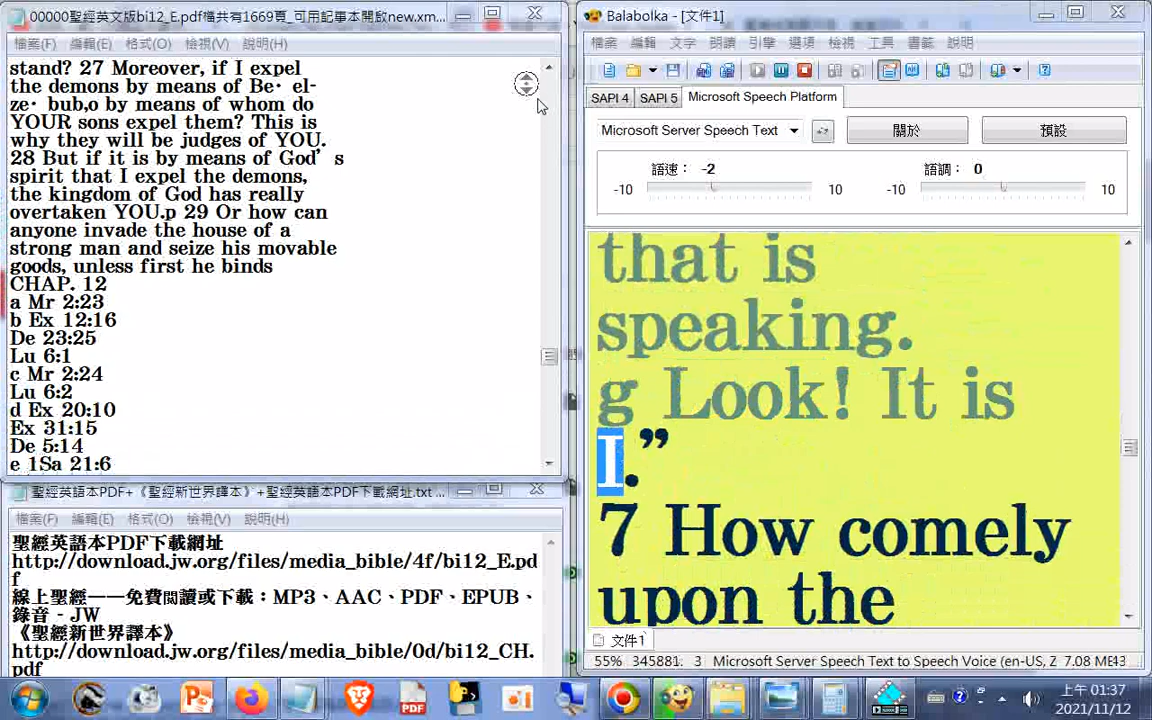 00000聖經英文版bi12_E.pdf檔共有1669頁_可用記事本開啟new.xm...
檔案(F) 編輯(E) 格式(O) 檢視(V) 說明(H)
stand? 27 Moreover, if I expel
the demons by means of Be· el-
ze· bub,o by means of whom do
YOUR sons expel them? This is
why they will be judges of YOU.
28 But if it is by means of God’ s
spirit that I expel the demons,
the kingdom of God has really
overtaken YOU.p 29 Or how can
anyone invade the house of a
strong man and seize his movable
goods, unless first he binds
CHAP. 12
a Mr 2:23
b Ex 12:16
De 23:25
Lu 6:1
c Mr 2:24
Lu 6:2
d Ex 20:10
Ex 31:15
De 5:14
e 1Sa 21:6
聖經英語本PDF+《聖經新世界譯本》+聖經英語本PDF下載網址.txt ...
檔案(F) 編輯(E) 格式(O) 檢視(V) 說明(H)
聖經英語本PDF下載網址
http://download.jw.org/files/media_bible/4f/bi12_E.pd
f
線上聖經——免費閱讀或下載：MP3、AAC、PDF、EPUB、
錄音 - JW
《聖經新世界譯本》
http://download.jw.org/files/media_bible/0d/bi12_CH.
pdf
Balabolka - [文件1]
檔案 編輯 文字 朗讀 引擎 選項 檢視 工具 書籤 說明
SAPI 4 SAPI 5 Microsoft Speech Platform
Microsoft Server Speech Text 關於 預設
語速： -2 語調： 0
-10 10 -10 10
that is
speaking.
g Look! It is
I.”
7 How comely
upon the
文件1
55% 345881. 3 Microsoft Server Speech Text to Speech Voice (en-US, Z 7.08 ME43
上午 01:37
2021/11/12